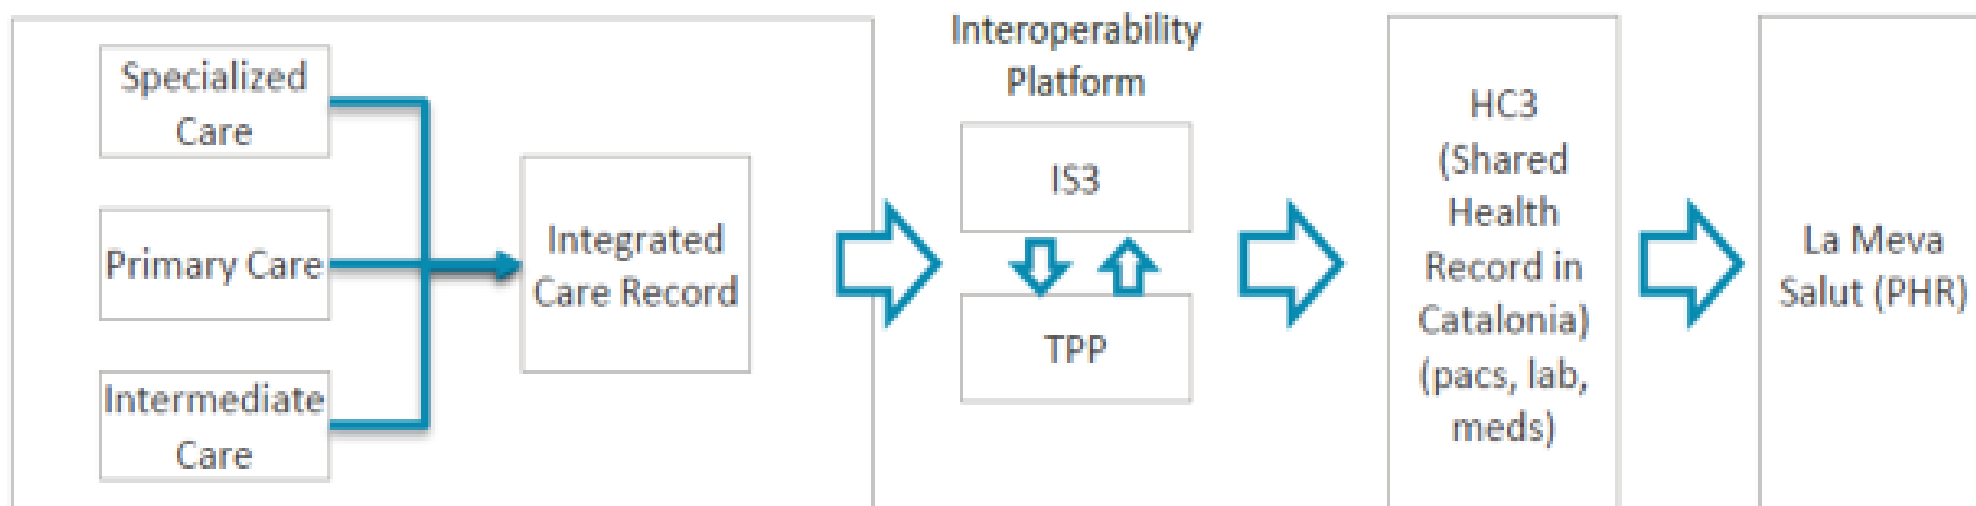 Specialized
Care
Primary Care
Intermediate
Care
Integrated
Care Record
Interoperability
Platform
IS3
TPP
HC3
(Shared
Health
Record in
Catalonia)
(pacs, lab,
meds)
La Meva
Salut (PHR)